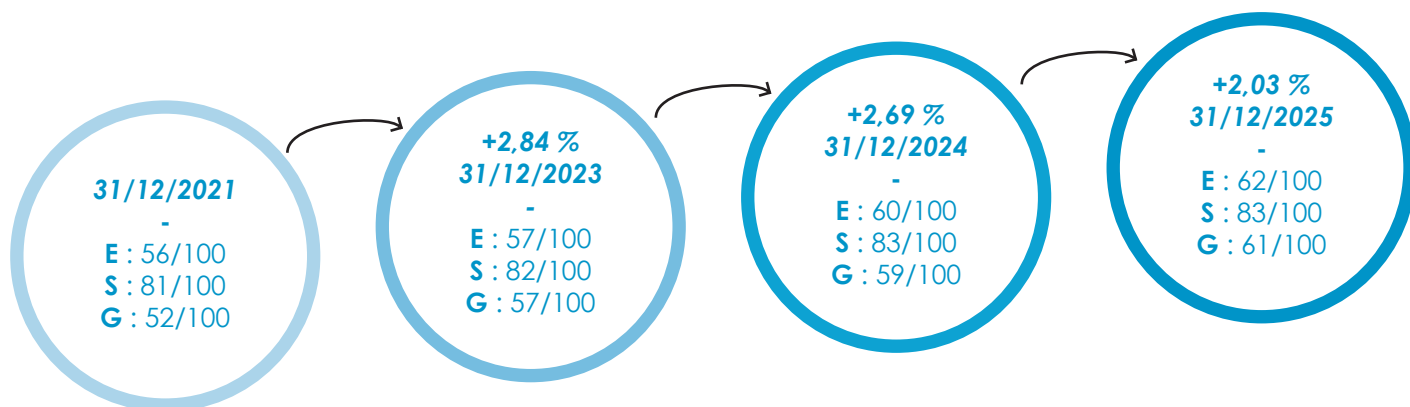 31/12/2021
-
E : 56/100
S : 81/100
G : 52/100
+2,84 %
31/12/2023
-
E : 57/100
S : 82/100
G : 57/100
+2,69 %
31/12/2024
-
E : 60/100
S : 83/100
G : 59/100
+2,03 %
31/12/2025
-
E : 62/100
S : 83/100
G : 61/100